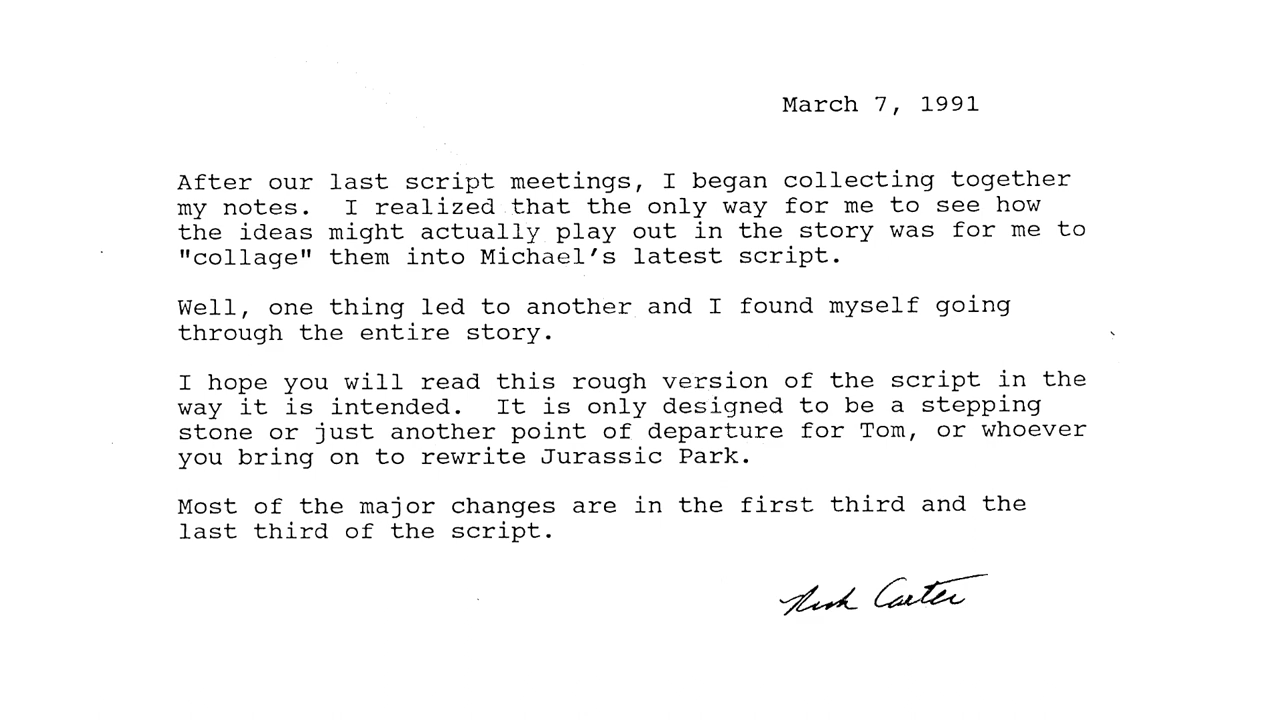 March 7, 1991
After our last script meetings, I began collecting together
my notes.  I realized that the only way for me to see how
the ideas might actually play out in the story was for me to
"collage" them into Michael's latest script.
Well, one thing led to another and I found myself going
through the entire story.
I hope you will read this rough version of the script in the
way it is intended.  It is only designed to be a stepping
stone or just another point of departure for Tom, or whoever
you bring on to rewrite Jurassic Park.
Most of the major changes are in the first third and the
last third of the script.
Rick Carter